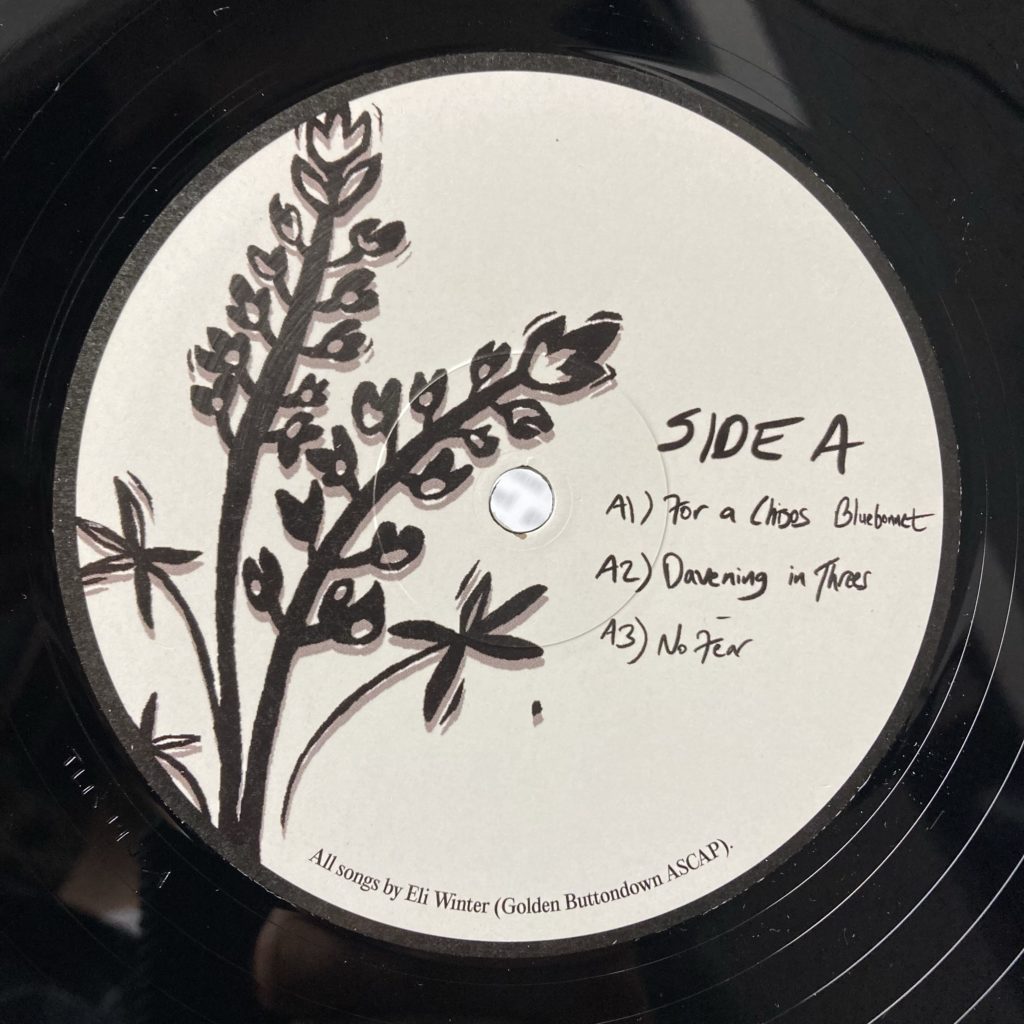 SIDE A
A1) For a Chisos Bluebonnet
A2) Davening in Threes
A3) No Fear
All songs by Eli Winter (Golden Buttondown ASCAP).